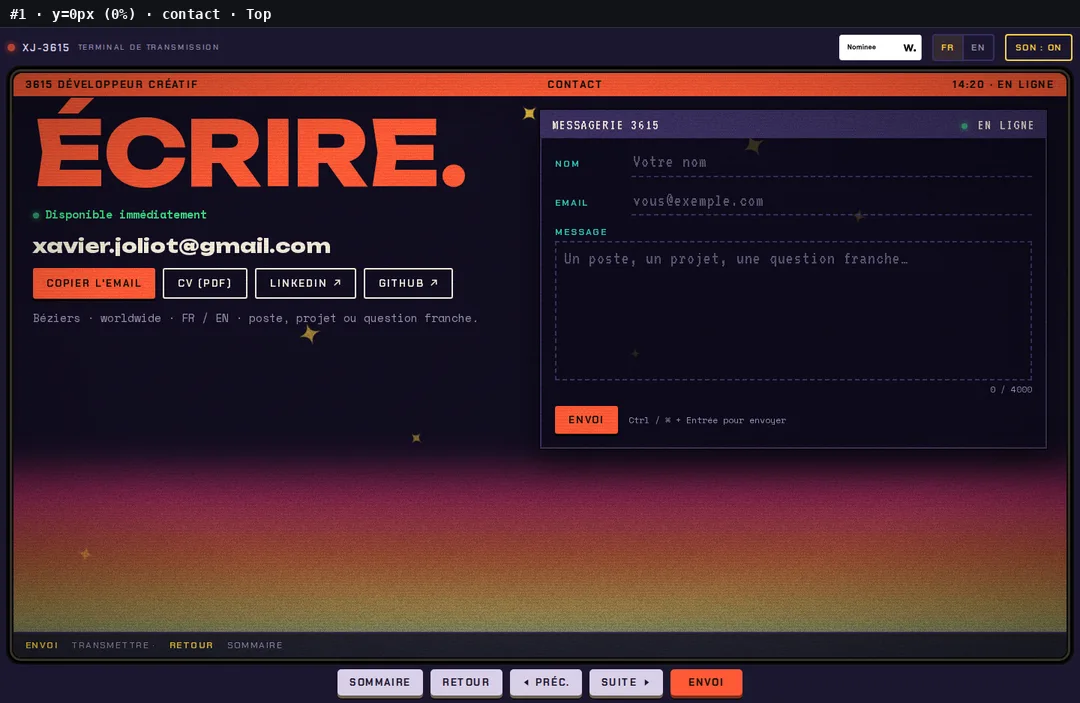 #1 · y=0px (0%) · contact · Top
XJ-3615 TERMINAL DE TRANSMISSION
Nominee W.
FR EN
SON : ON
3615 DÉVELOPPEUR CRÉATIF
CONTACT
14:20 · EN LIGNE
ÉCRIRE.
Disponible immédiatement
xavier.joliot@gmail.com
COPIER L'EMAIL
CV (PDF)
LINKEDIN ↗
GITHUB ↗
Béziers · worldwide · FR / EN · poste, projet ou question franche.
MESSAGERIE 3615
EN LIGNE
NOM Votre nom
EMAIL vous@exemple.com
MESSAGE
Un poste, un projet, une question franche…
0 / 4000
ENVOI Ctrl / ⌘ + Entrée pour envoyer
ENVOI TRANSMETTRE · RETOUR SOMMAIRE
SOMMAIRE RETOUR ◀ PRÉC. SUITE ▶ ENVOI